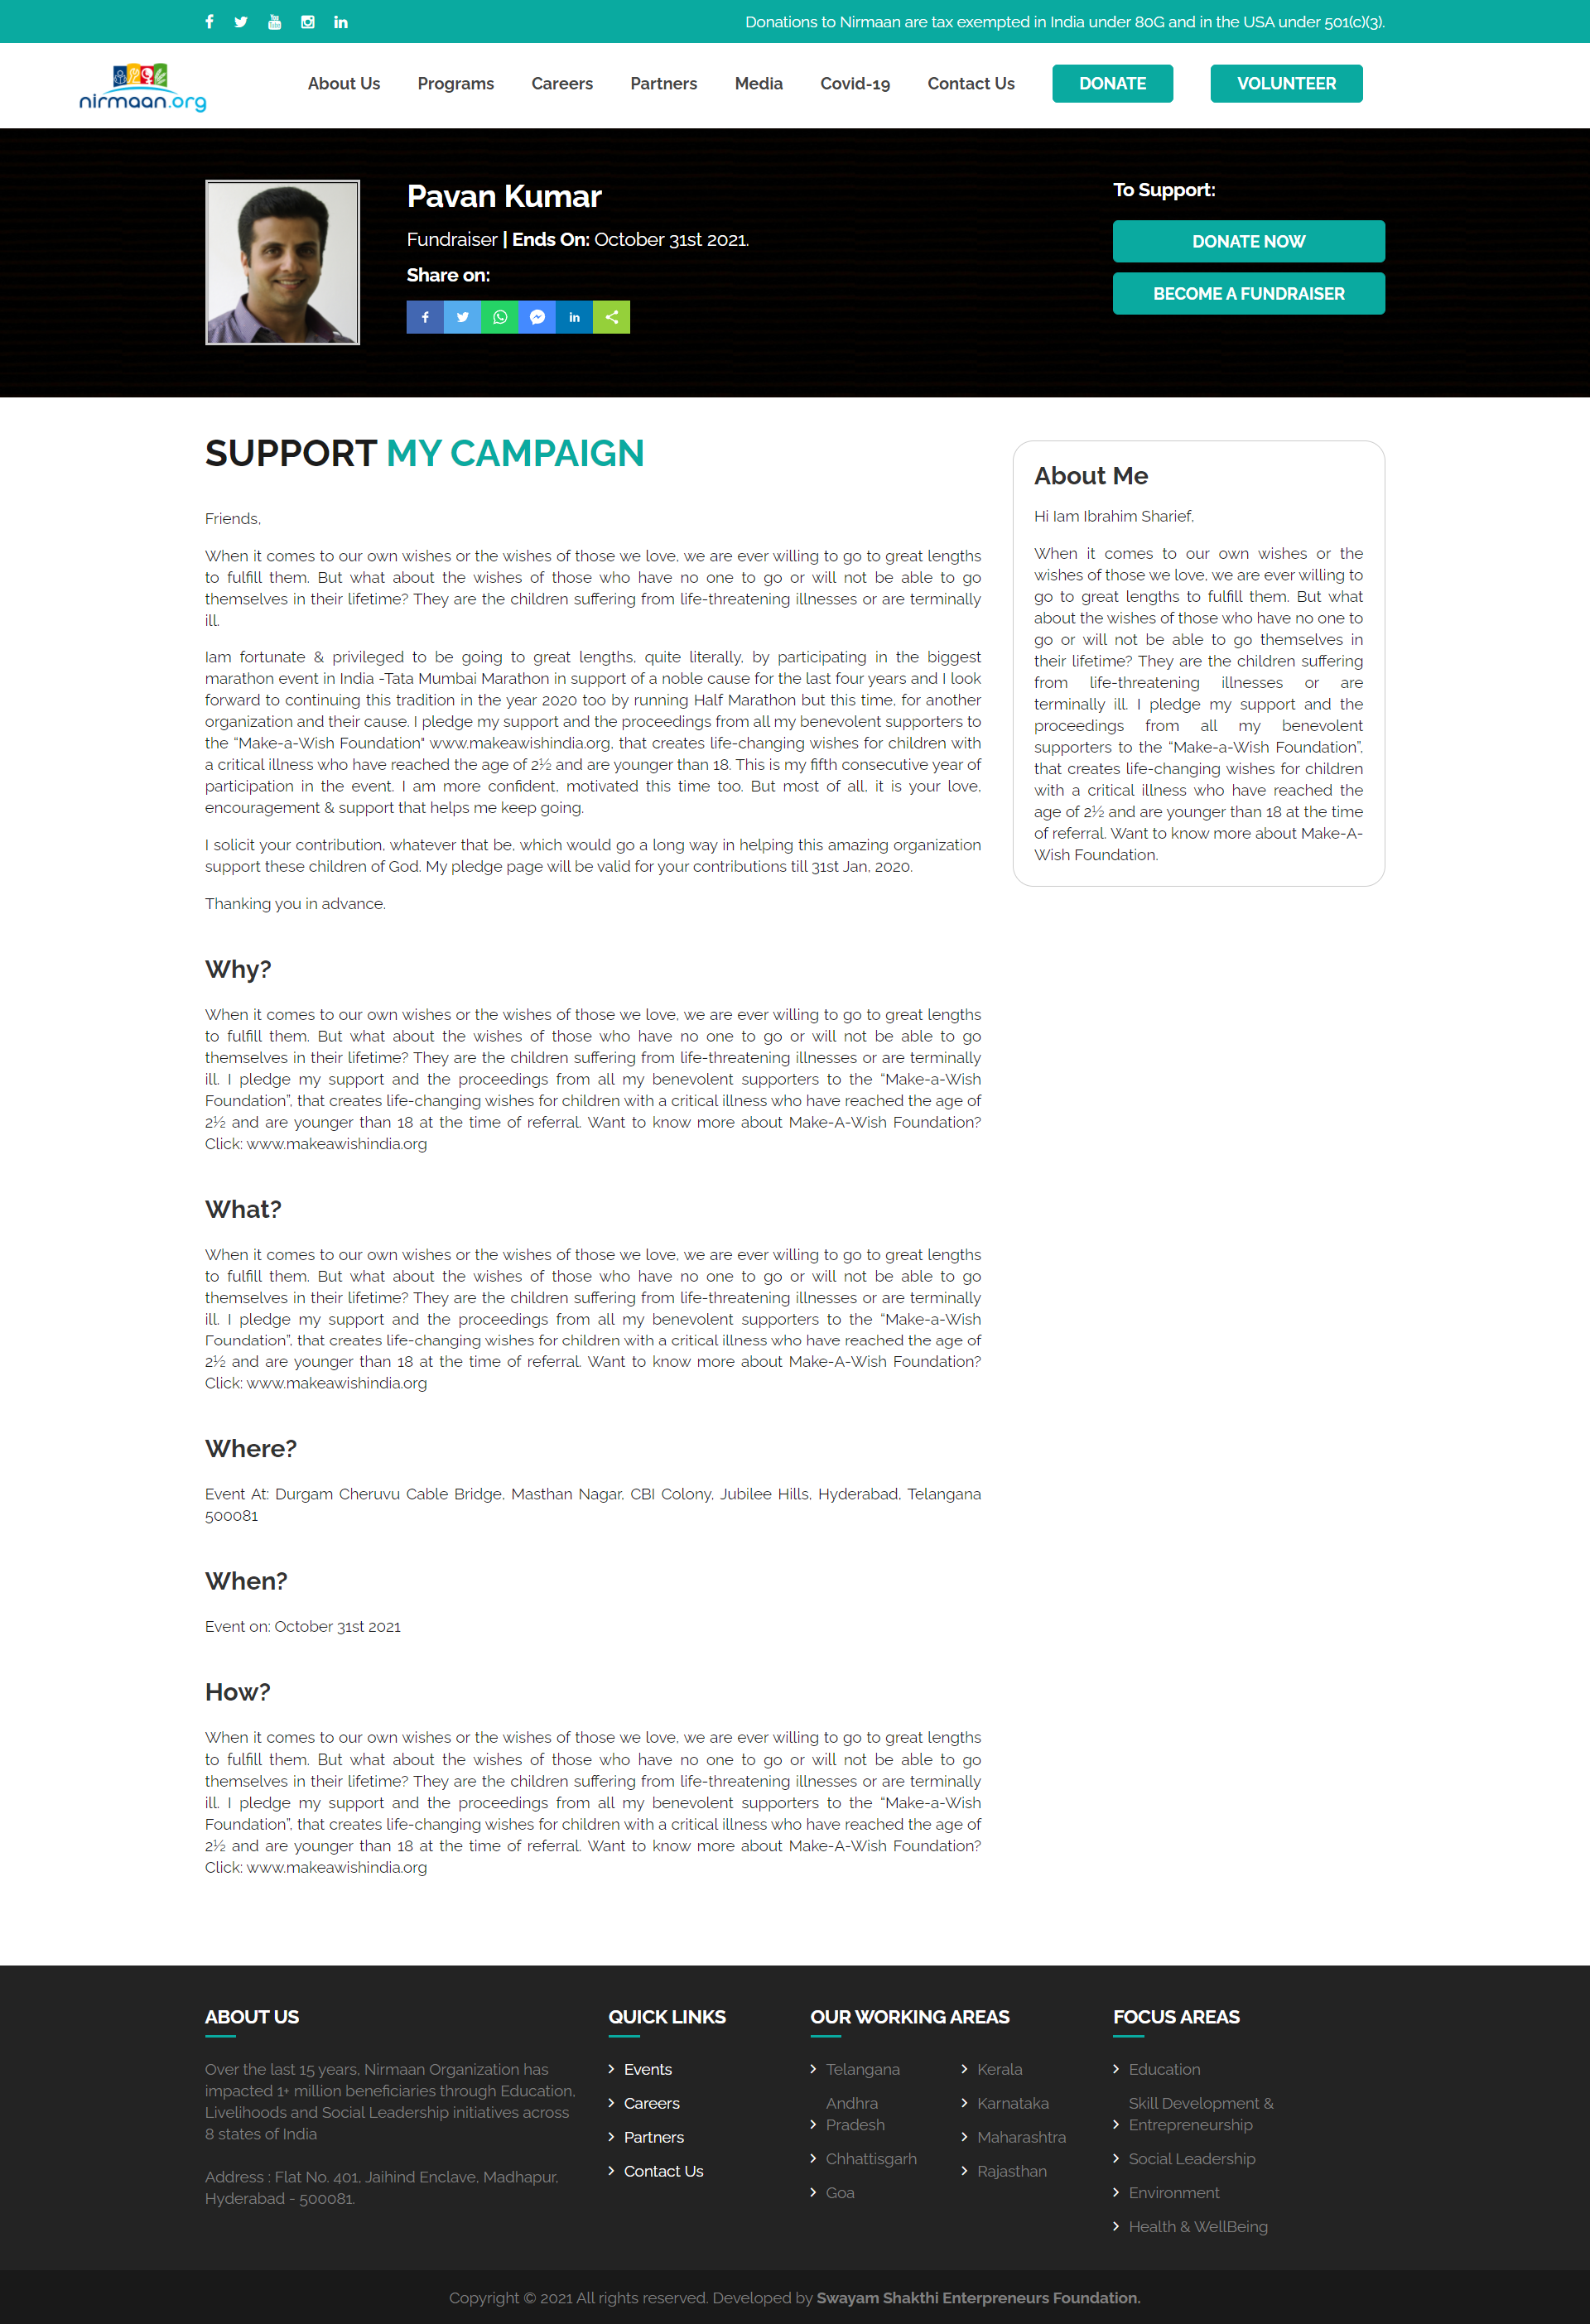 Donations to Nirmaan are tax exempted in India under 80G and in the USA under 501(c)(3).
nirmaan.org
About Us Programs Careers Partners Media Covid-19 Contact Us DONATE VOLUNTEER
Pavan Kumar
Fundraiser | Ends On: October 31st 2021.
Share on:
To Support:
DONATE NOW
BECOME A FUNDRAISER
SUPPORT MY CAMPAIGN
Friends,
When it comes to our own wishes or the wishes of those we love, we are ever willing to go to great lengths
to fulfill them. But what about the wishes of those who have no one to go or will not be able to go
themselves in their lifetime? They are the children suffering from life-threatening illnesses or are terminally
ill.
Iam fortunate & privileged to be going to great lengths, quite literally, by participating in the biggest
marathon event in India -Tata Mumbai Marathon in support of a noble cause for the last four years and I look
forward to continuing this tradition in the year 2020 too by running Half Marathon but this time, for another
organization and their cause. I pledge my support and the proceedings from all my benevolent supporters to
the “Make-a-Wish Foundation" www.makeawishindia.org, that creates life-changing wishes for children with
a critical illness who have reached the age of 2½ and are younger than 18. This is my fifth consecutive year of
participation in the event. I am more confident, motivated this time too. But most of all, it is your love,
encouragement & support that helps me keep going.
I solicit your contribution, whatever that be, which would go a long way in helping this amazing organization
support these children of God. My pledge page will be valid for your contributions till 31st Jan, 2020.
Thanking you in advance.
About Me
Hi Iam Ibrahim Sharief,
When it comes to our own wishes or the
wishes of those we love, we are ever willing to
go to great lengths to fulfill them. But what
about the wishes of those who have no one to
go or will not be able to go themselves in
their lifetime? They are the children suffering
from life-threatening illnesses or are
terminally ill. I pledge my support and the
proceedings from all my benevolent
supporters to the “Make-a-Wish Foundation”,
that creates life-changing wishes for children
with a critical illness who have reached the
age of 2½ and are younger than 18 at the time
of referral. Want to know more about Make-A-
Wish Foundation.
Why?
When it comes to our own wishes or the wishes of those we love, we are ever willing to go to great lengths
to fulfill them. But what about the wishes of those who have no one to go or will not be able to go
themselves in their lifetime? They are the children suffering from life-threatening illnesses or are terminally
ill. I pledge my support and the proceedings from all my benevolent supporters to the “Make-a-Wish
Foundation”, that creates life-changing wishes for children with a critical illness who have reached the age of
2½ and are younger than 18 at the time of referral. Want to know more about Make-A-Wish Foundation?
Click: www.makeawishindia.org
What?
When it comes to our own wishes or the wishes of those we love, we are ever willing to go to great lengths
to fulfill them. But what about the wishes of those who have no one to go or will not be able to go
themselves in their lifetime? They are the children suffering from life-threatening illnesses or are terminally
ill. I pledge my support and the proceedings from all my benevolent supporters to the “Make-a-Wish
Foundation”, that creates life-changing wishes for children with a critical illness who have reached the age of
2½ and are younger than 18 at the time of referral. Want to know more about Make-A-Wish Foundation?
Click: www.makeawishindia.org
Where?
Event At: Durgam Cheruvu Cable Bridge, Masthan Nagar, CBI Colony, Jubilee Hills, Hyderabad, Telangana
500081
When?
Event on: October 31st 2021
How?
When it comes to our own wishes or the wishes of those we love, we are ever willing to go to great lengths
to fulfill them. But what about the wishes of those who have no one to go or will not be able to go
themselves in their lifetime? They are the children suffering from life-threatening illnesses or are terminally
ill. I pledge my support and the proceedings from all my benevolent supporters to the “Make-a-Wish
Foundation”, that creates life-changing wishes for children with a critical illness who have reached the age of
2½ and are younger than 18 at the time of referral. Want to know more about Make-A-Wish Foundation?
Click: www.makeawishindia.org
ABOUT US
Over the last 15 years, Nirmaan Organization has
impacted 1+ million beneficiaries through Education,
Livelihoods and Social Leadership initiatives across
8 states of India
Address : Flat No. 401, Jaihind Enclave, Madhapur,
Hyderabad - 500081.
QUICK LINKS
Events
Careers
Partners
Contact Us
OUR WORKING AREAS
Telangana
Andhra
Pradesh
Chhattisgarh
Goa
Kerala
Karnataka
Maharashtra
Rajasthan
FOCUS AREAS
Education
Skill Development &
Entrepreneurship
Social Leadership
Environment
Health & WellBeing
Copyright © 2021 All rights reserved. Developed by Swayam Shakthi Enterpreneurs Foundation.